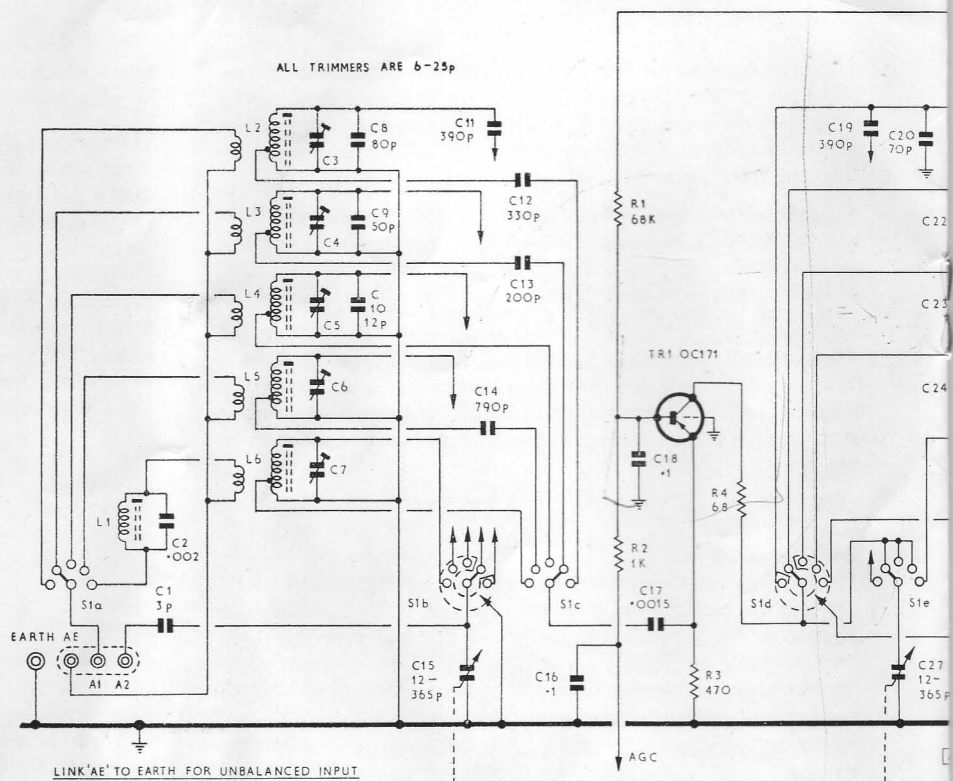 ALL TRIMMERS ARE 6-25p
L2
C3
C8
80p
C11
390p
C19
390p
C20
70p
C12
330p
R1
68K
L3
C4
C9
50p
C22
C13
200p
L4
C5
C
10
12p
C23
TR1 OC171
L5
C6
C14
790p
C24
L6
C7
C18
·1
R4
68
L1
C2
·002
R2
1K
S1a
C1
3p
S1b
S1c
C17
·0015
S1d
S1e
EARTH AE
A1 A2
C15
12-
365p
C16
·1
R3
470
C27
12-
365p
AGC
LINK 'AE' TO EARTH FOR UNBALANCED INPUT